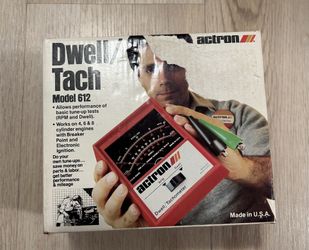 Dwell/
Tach
Model 612
• Allows performance of
basic tune-up tests
(RPM and Dwell).
• Works on 4, 6 & 8
cylinder engines
with Breaker
Point and
Electronic
Ignition.
Do your
own tune-ups...
save money on
parts & labor...
get better
performance
& mileage
actron
actron
Dwell/Tachometer
Made in U.S.A.